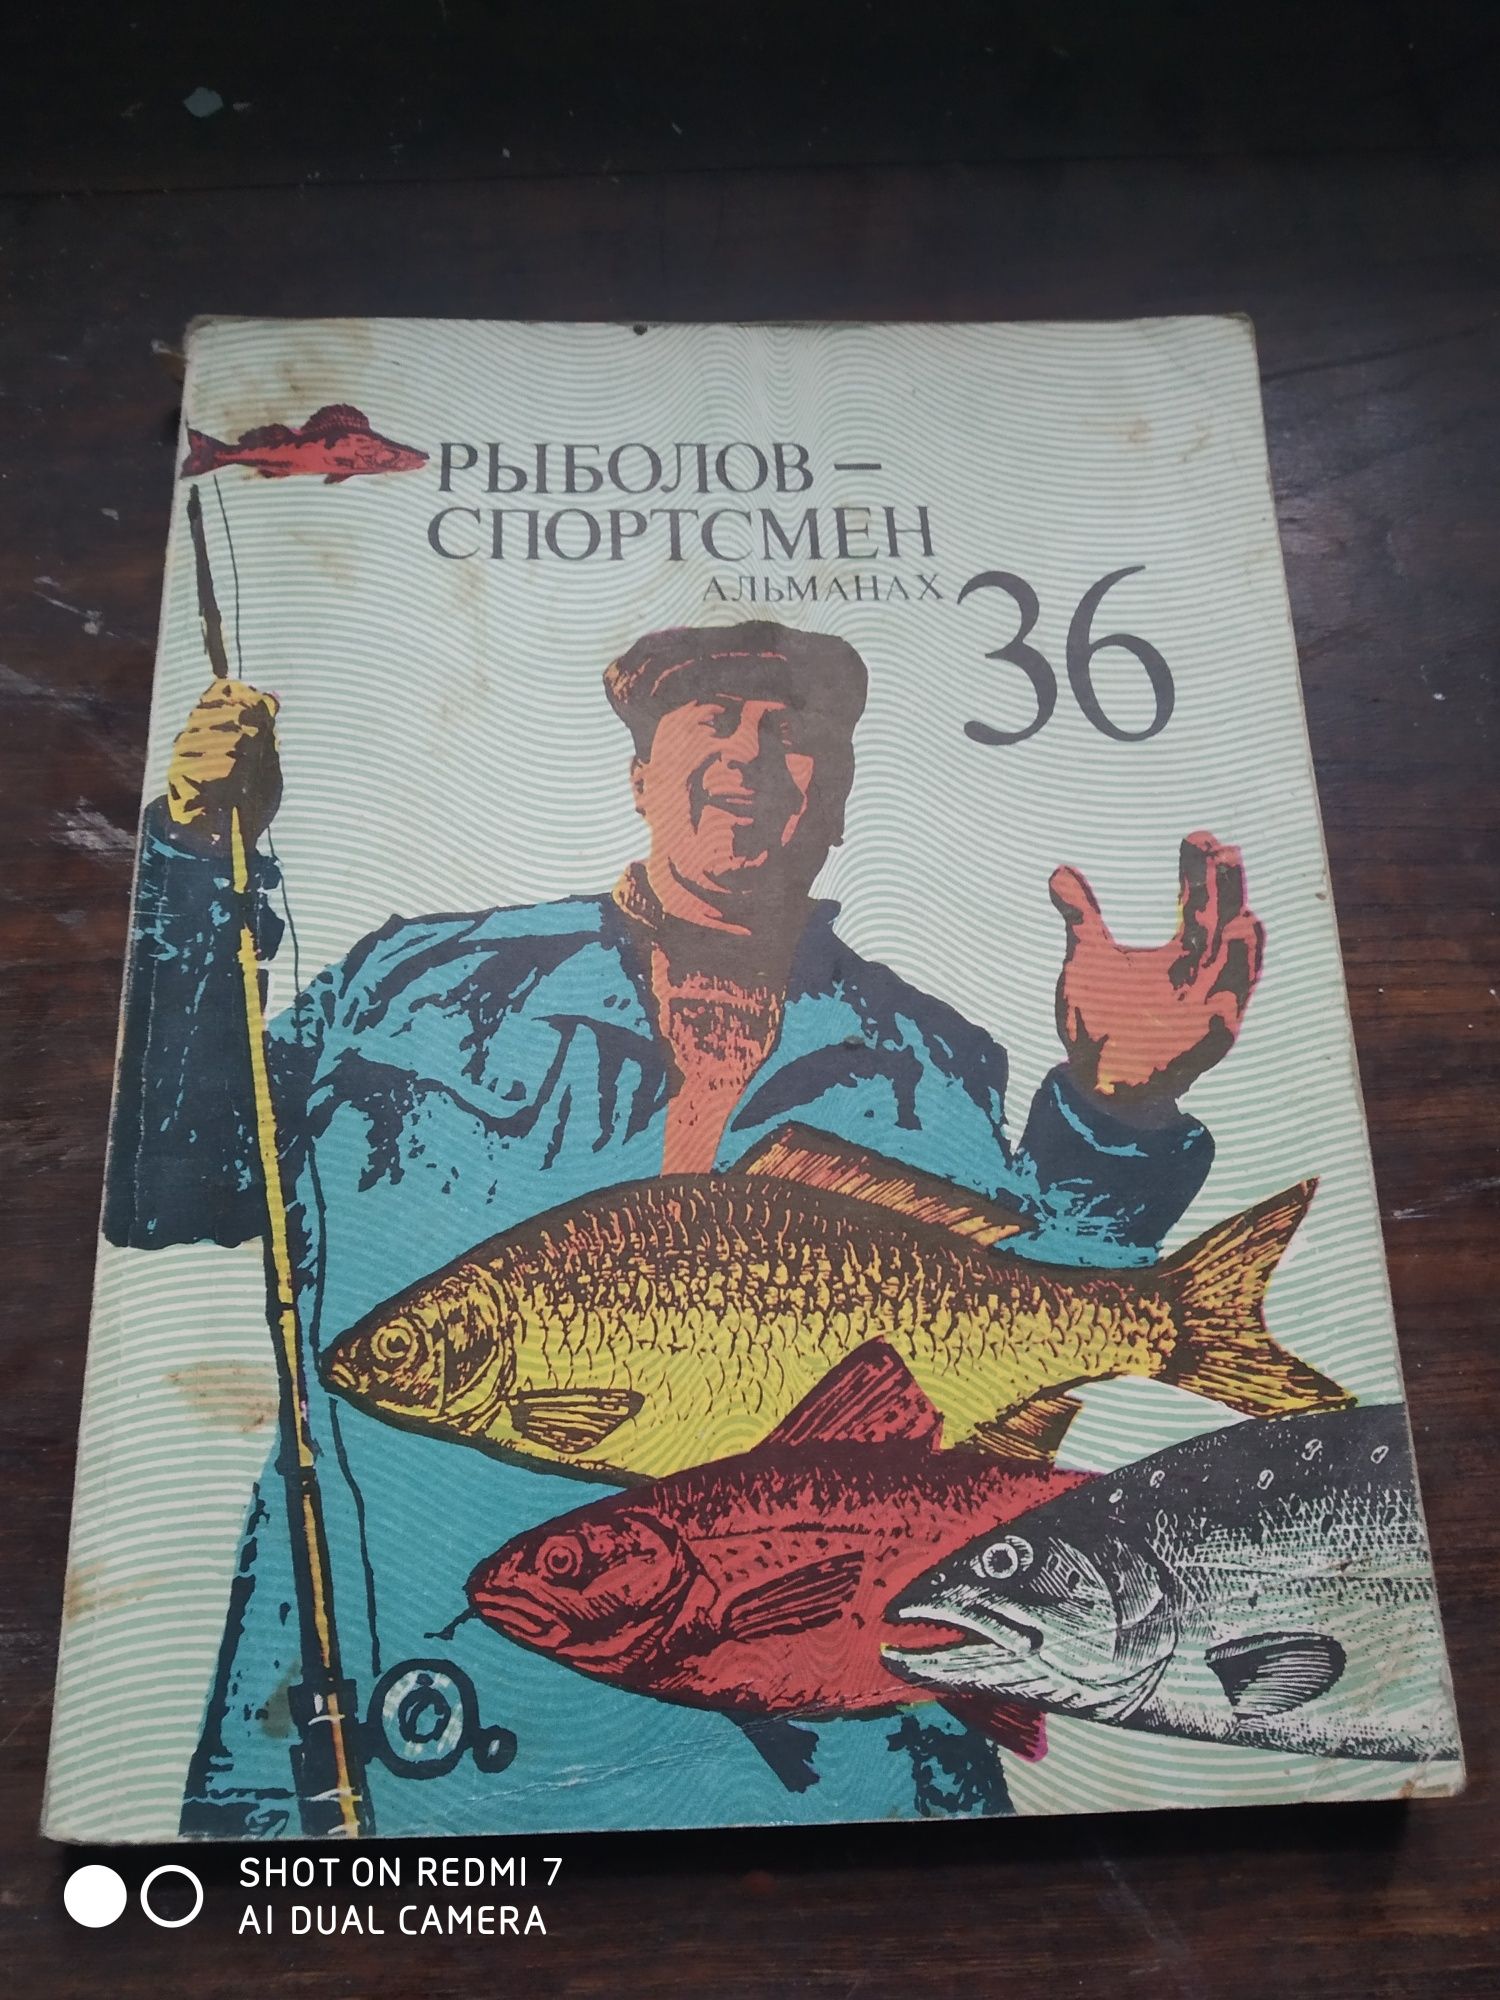 РЫБОЛОВ –
СПОРТСМЕН
АЛЬМАНАХ
36
SHOT ON REDMI 7
AI DUAL CAMERA